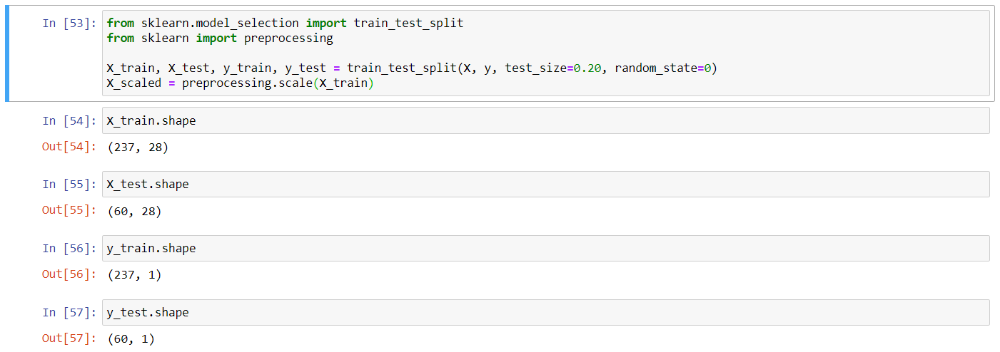 In [53]: from sklearn.model_selection import train_test_split
from sklearn import preprocessing
X_train, X_test, y_train, y_test = train_test_split(X, y, test_size=0.20, random_state=0)
X_scaled = preprocessing.scale(X_train)
In [54]: X_train.shape
Out[54]: (237, 28)
In [55]: X_test.shape
Out[55]: (60, 28)
In [56]: y_train.shape
Out[56]: (237, 1)
In [57]: y_test.shape
Out[57]: (60, 1)